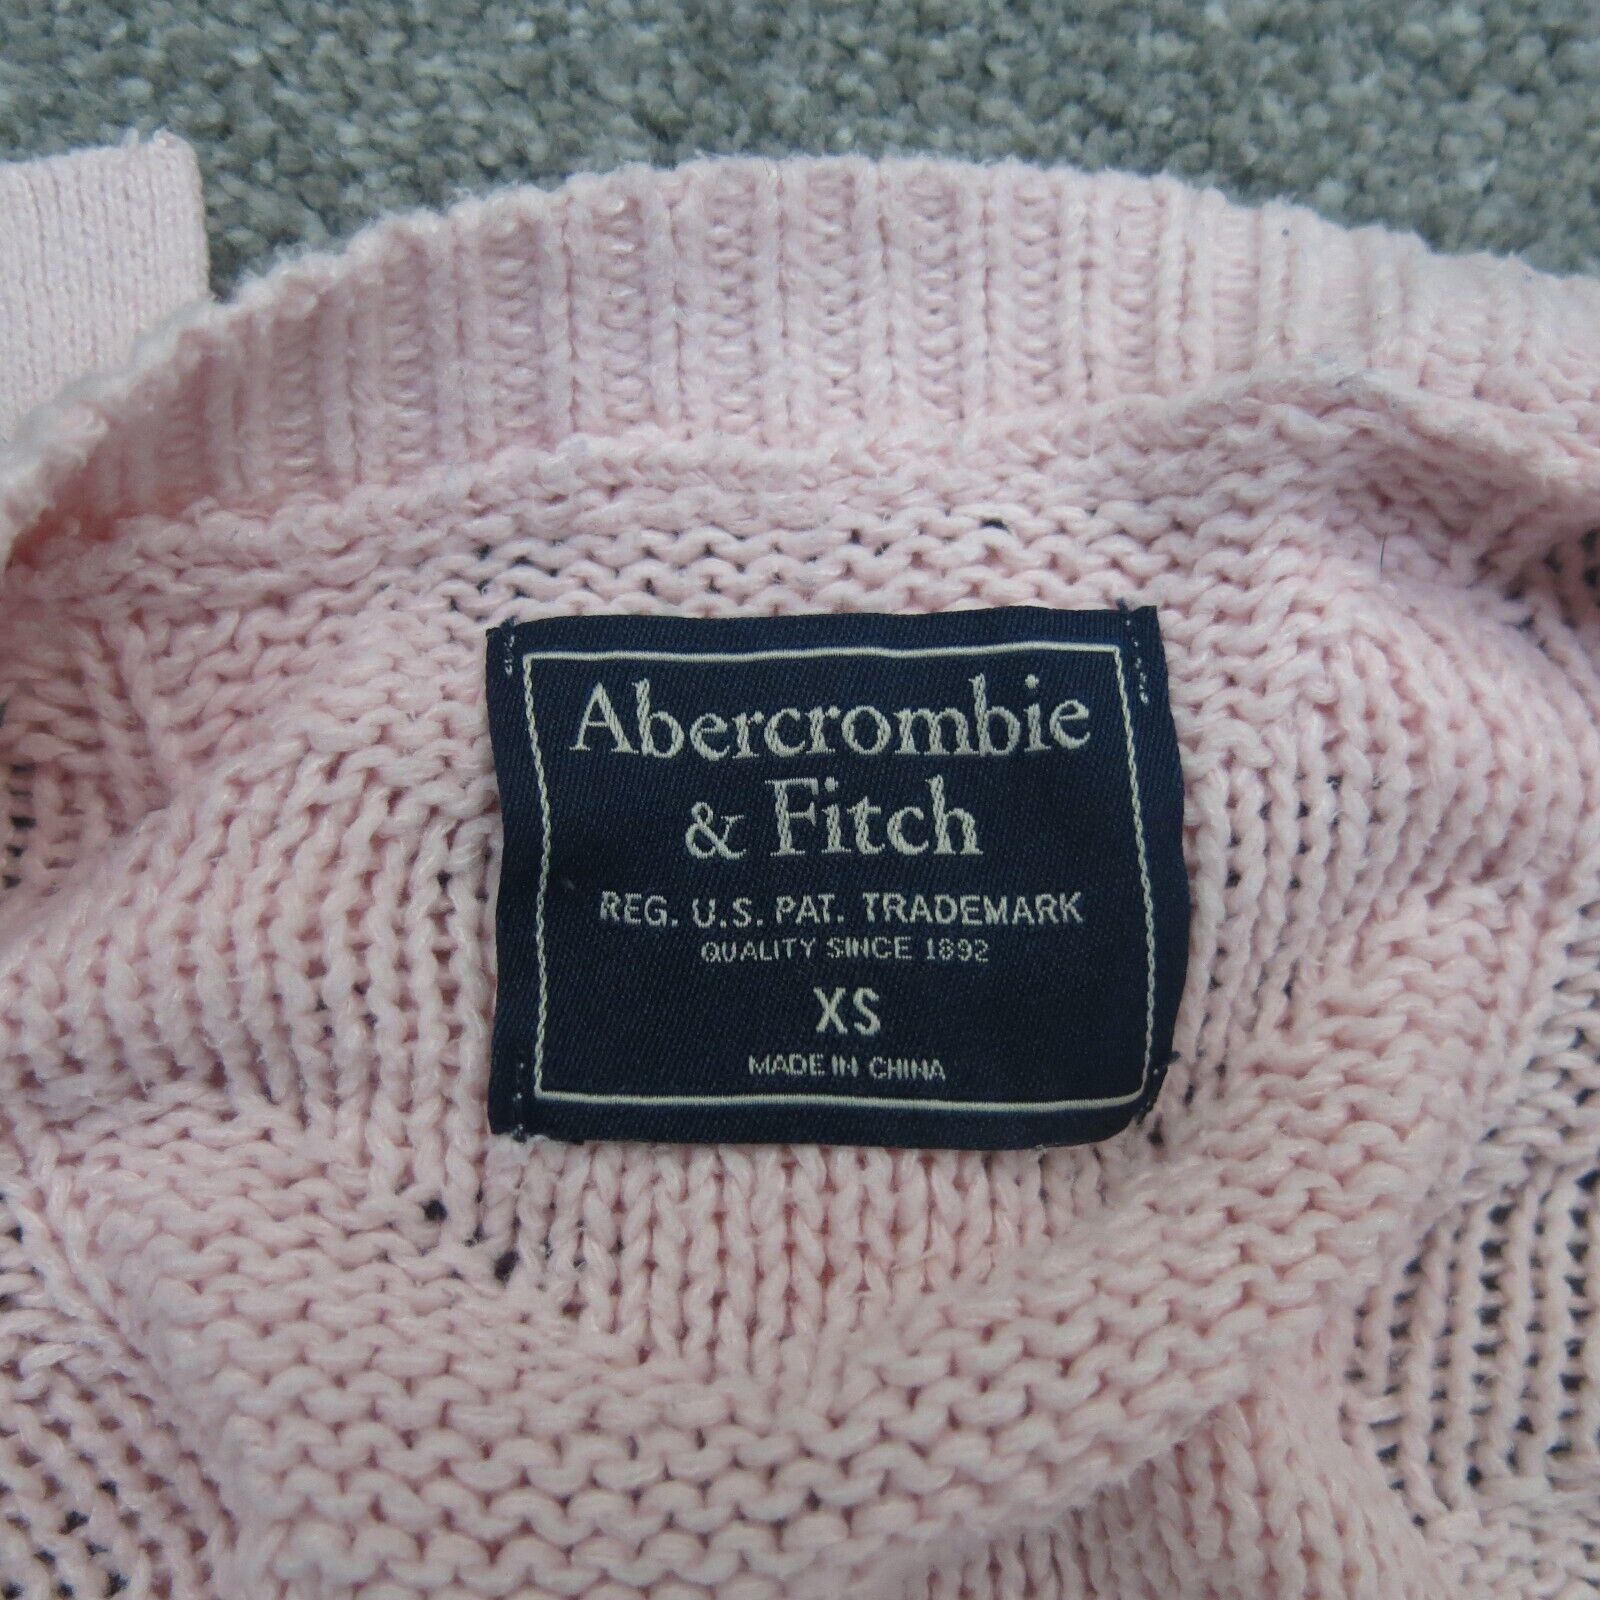 Abercrombie
& Fitch
REG. U.S. PAT. TRADEMARK
QUALITY SINCE 1892
XS
MADE IN CHINA